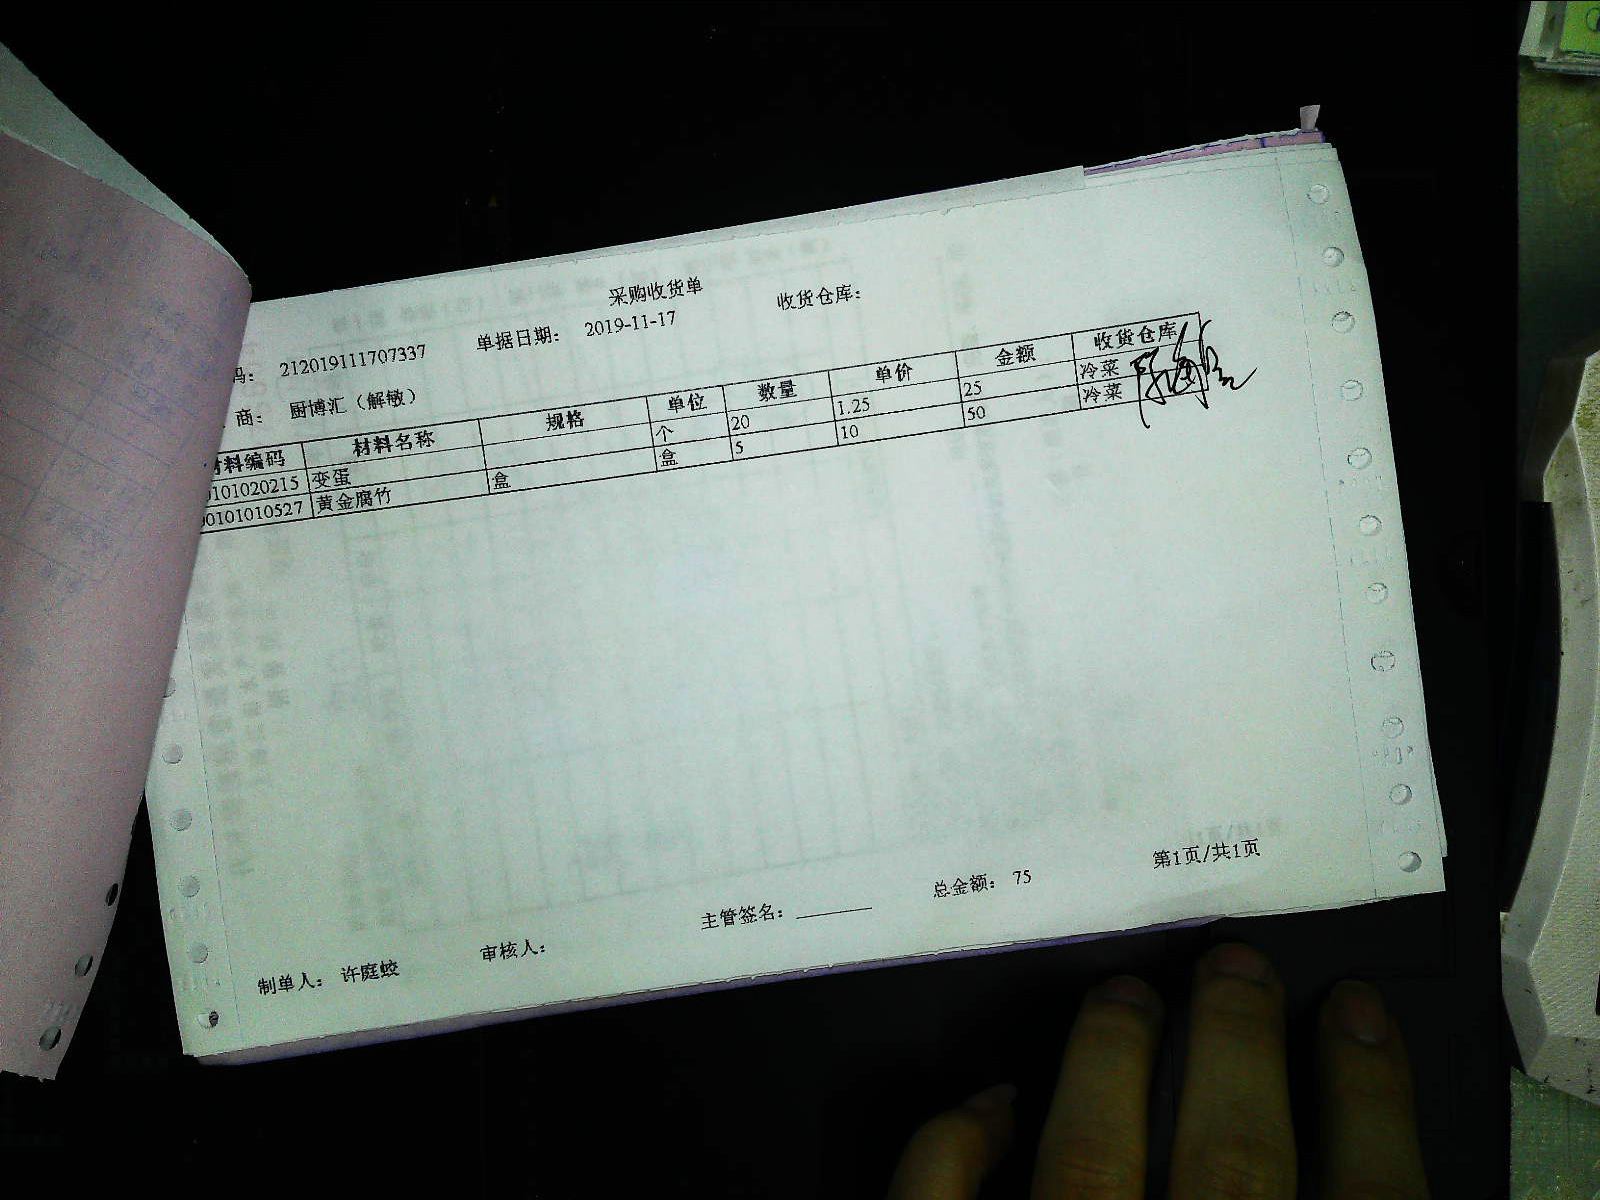 采购收货单
码： 212019111707337 单据日期： 2019-11-17 收货仓库：
商： 厨博汇（解敏）
材料编码 材料名称 规格 单位 数量 单价 金额 收货仓库
0101020215 变蛋 个 20 1.25 25 冷菜
00101010527 黄金腐竹 盒 盒 5 10 50 冷菜
制单人： 许庭蛟 审核人： 主管签名： 总金额： 75 第1页/共1页